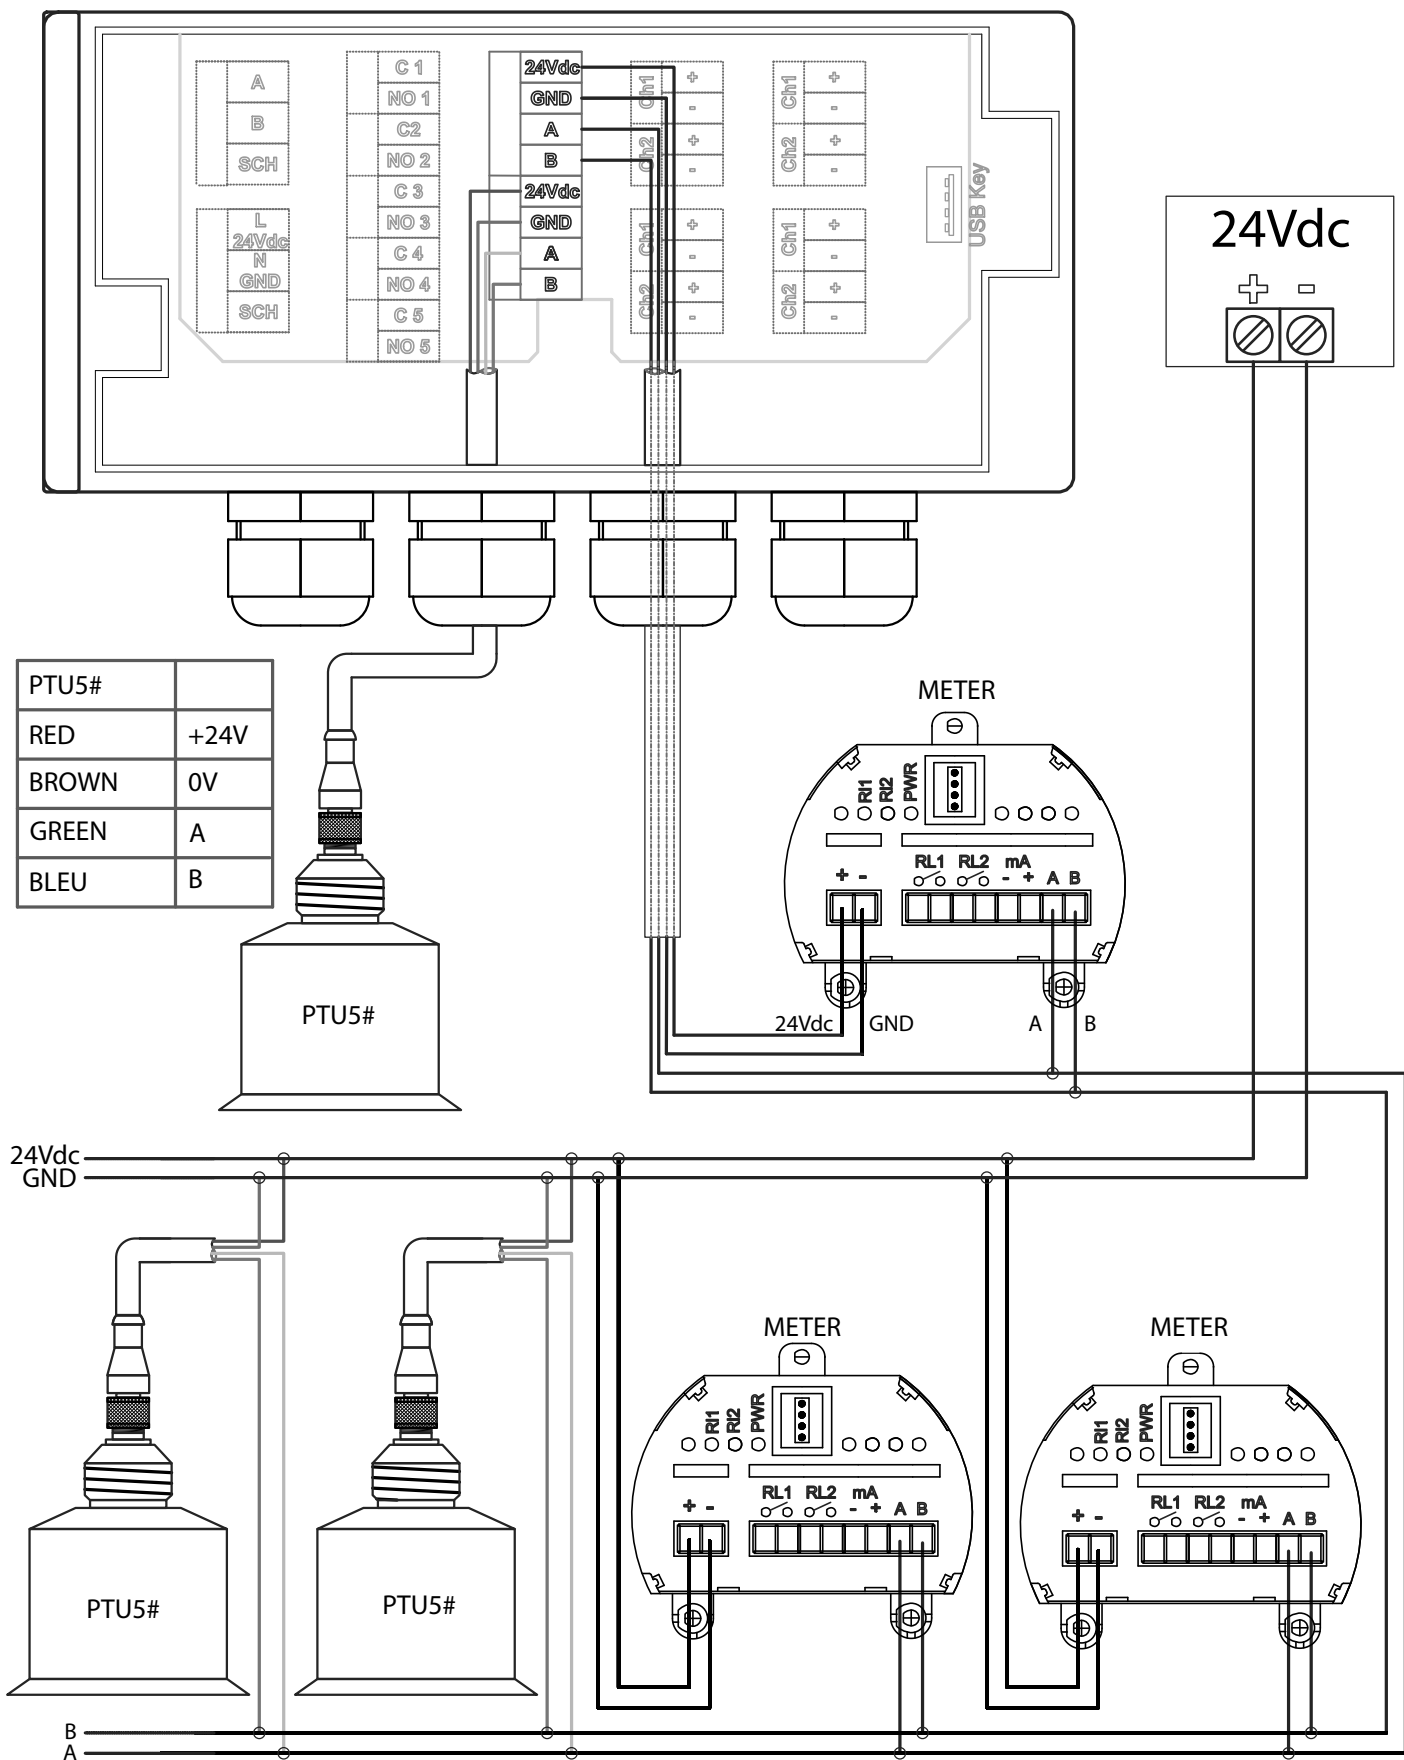 A
B
SCH
L
24Vdc
N
GND
SCH
C 1
NO 1
C2
NO 2
C 3
NO 3
C 4
NO 4
C 5
NO 5
24Vdc
GND
A
B
24Vdc
GND
A
B
Ch1 + -
Ch2 + -
Ch1 + -
Ch2 + -
Ch1 + -
Ch2 + -
Ch1 + -
Ch2 + -
USB Key
24Vdc
+ -
PTU5#
RED +24V
BROWN 0V
GREEN A
BLEU B
PTU5#
METER
RI1 RI2 PWR
RL1 RL2 mA
+ - - + A B
24Vdc GND A B
24Vdc
GND
PTU5#
PTU5#
METER
RI1 RI2 PWR
RL1 RL2 mA
+ - - + A B
METER
RI1 RI2 PWR
RL1 RL2 mA
+ - - + A B
B
A